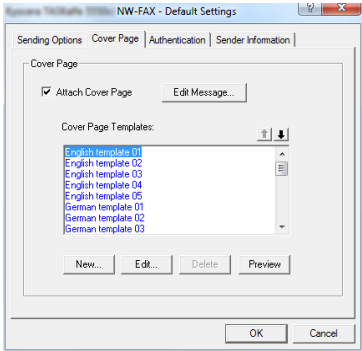 NW-FAX - Default Settings
Sending Options Cover Page Authentication Sender Information
Cover Page
Attach Cover Page Edit Message...
Cover Page Templates:
English template 01
English template 02
English template 03
English template 04
English template 05
German template 01
German template 02
German template 03
New... Edit... Delete Preview
OK Cancel